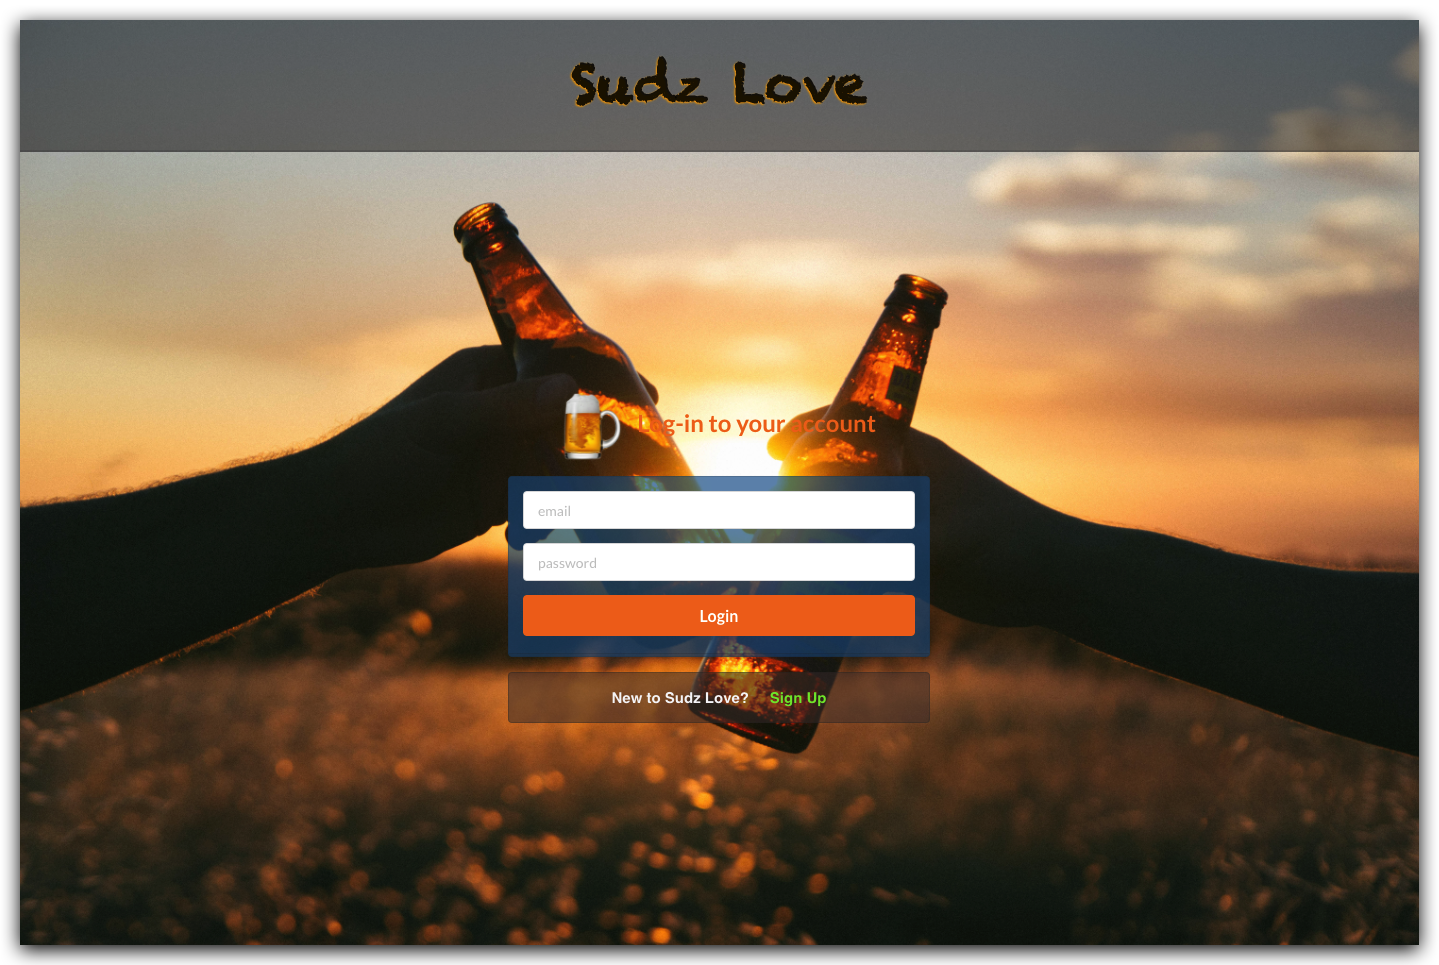 Sudz Love
Log-in to your account
email
password
Login
New to Sudz Love? Sign Up